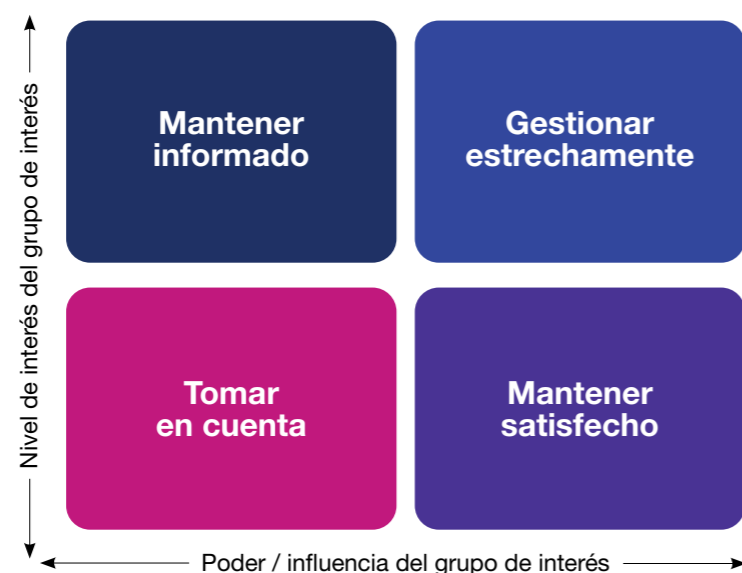 Nivel de interés del grupo de interés
Mantener
informado
Gestionar
estrechamente
Tomar
en cuenta
Mantener
satisfecho
Poder / influencia del grupo de interés